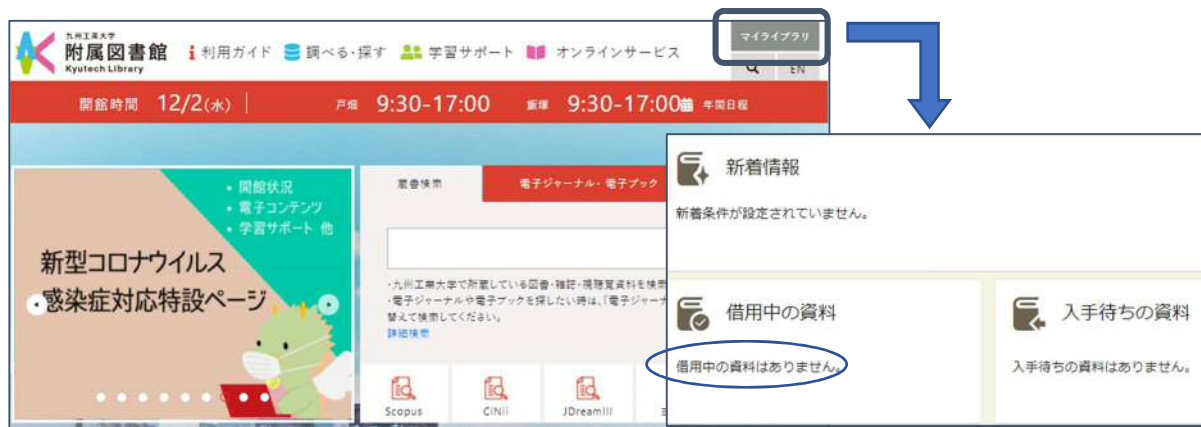 九州工業大学
附属図書館
Kyutech Library
利用ガイド
調べる・探す
学習サポート
オンラインサービス
マイライブラリ
EN
開館時間 12/2(水)
戸畑 9:30-17:00
飯塚 9:30-17:00
年間日程
・開館状況
・電子コンテンツ
・学習サポート 他
新型コロナウイルス
感染症対応特設ページ
蔵書検索
電子ジャーナル・電子ブック
・九州工業大学で所蔵している図書・雑誌・視聴覚資料を検索
・電子ジャーナルや電子ブックを探したい時は、「電子ジャーナ
替えて検索してください。
詳細検索
Scopus
CiNii
JDreamIII
新着情報
新着条件が設定されていません。
借用中の資料
借用中の資料はありません。
入手待ちの資料
入手待ちの資料はありません。